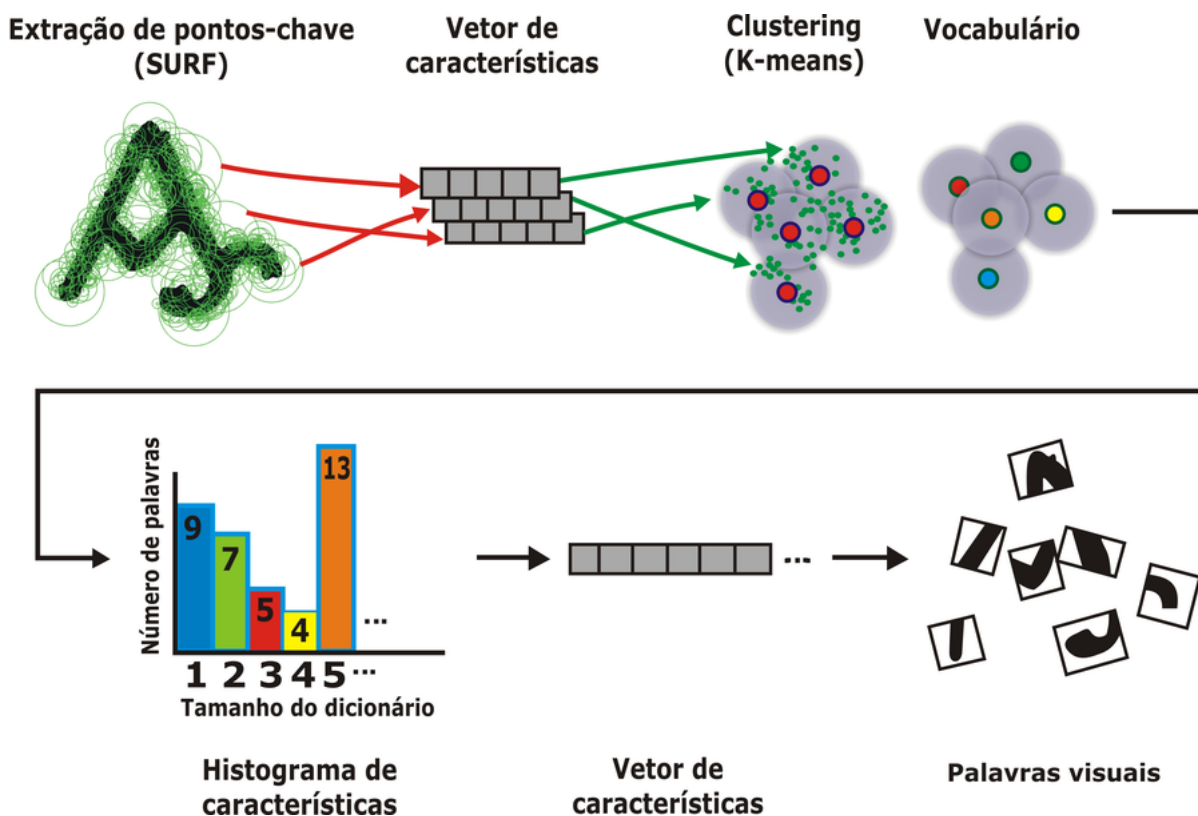 Extração de pontos-chave
(SURF)
Vetor de
características
Clustering
(K-means)
Vocabulário
Número de palavras
9
7
5
4
13
...
1 2 3 4 5 ...
Tamanho do dicionário
Histograma de
características
...
Vetor de
características
Palavras visuais